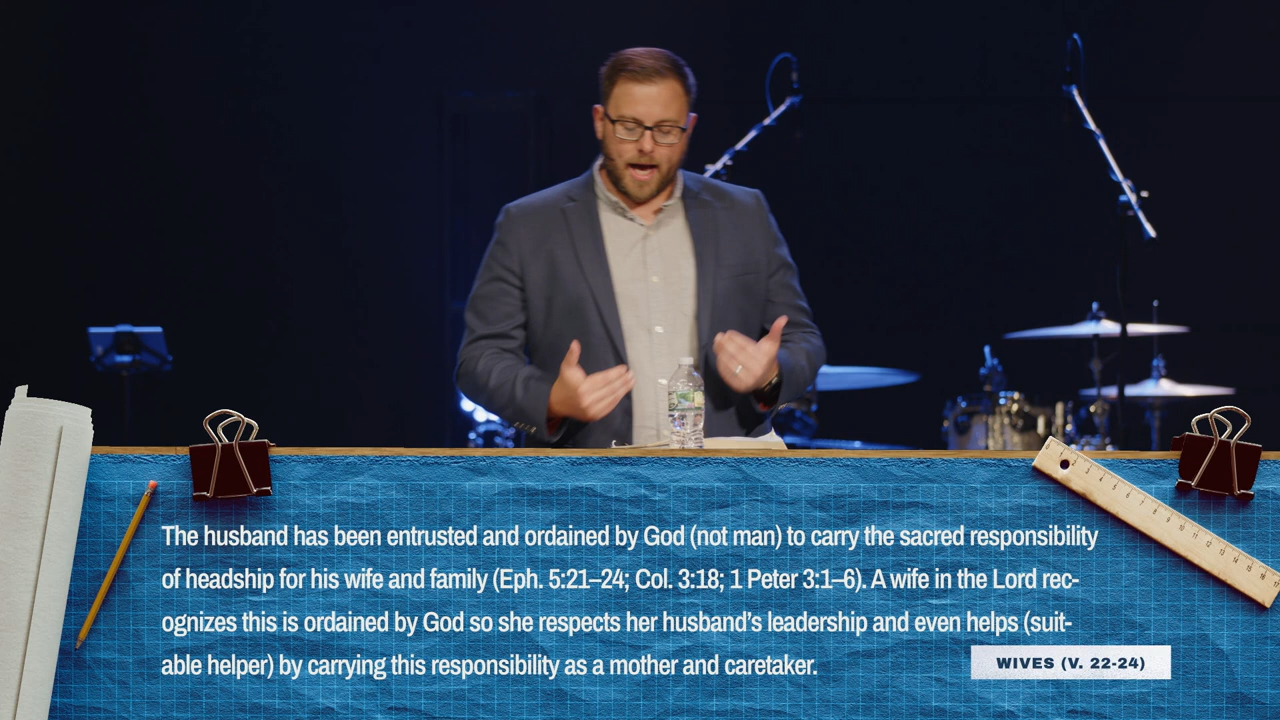 The husband has been entrusted and ordained by God (not man) to carry the sacred responsibility
of headship for his wife and family (Eph. 5:21–24; Col. 3:18; 1 Peter 3:1–6). A wife in the Lord rec-
ognizes this is ordained by God so she respects her husband’s leadership and even helps (suit-
able helper) by carrying this responsibility as a mother and caretaker.
WIVES (V. 22-24)